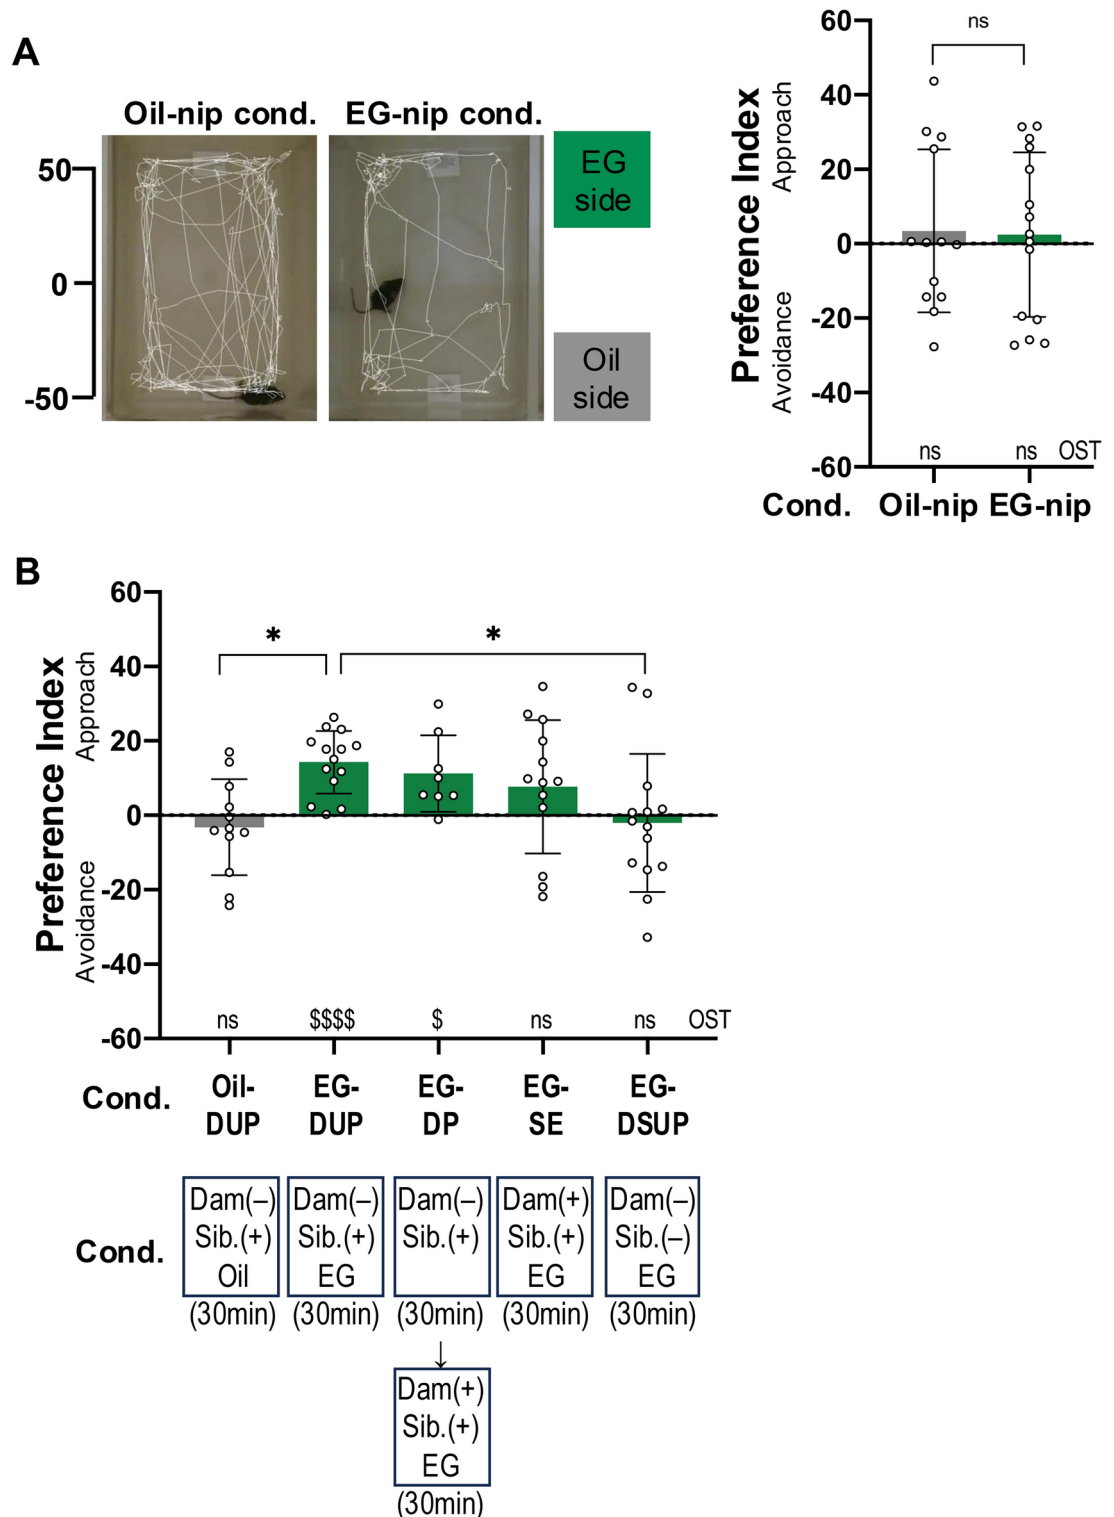 A
Oil-nip cond.
EG-nip cond.
50
0
-50
EG
side
Oil
side
Preference Index
Approach
Avoidance
60
40
20
0
-20
-40
-60
ns
ns
ns
OST
Cond.
Oil-nip
EG-nip
B
Preference Index
Approach
Avoidance
60
40
20
0
-20
-40
-60
*
*
ns
$$$$
$
ns
ns
OST
Cond.
Oil-
DUP
EG-
DUP
EG-
DP
EG-
SE
EG-
DSUP
Cond.
Dam(–)
Sib.(+)
Oil
(30min)
Dam(–)
Sib.(+)
EG
(30min)
Dam(–)
Sib.(+)
(30min)
↓
Dam(+)
Sib.(+)
EG
(30min)
Dam(+)
Sib.(+)
EG
(30min)
Dam(–)
Sib.(–)
EG
(30min)